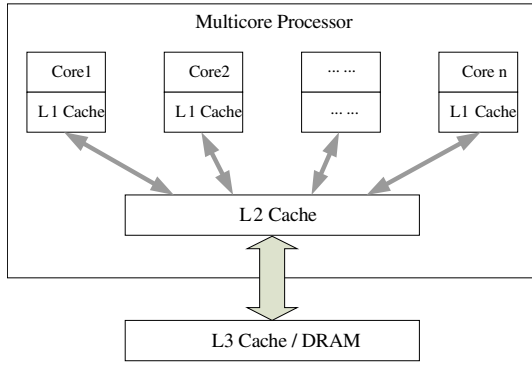 Multicore Processor
Core1
L1 Cache
Core2
L1 Cache
... ...
... ...
Core n
L1 Cache
L2 Cache
L3 Cache / DRAM